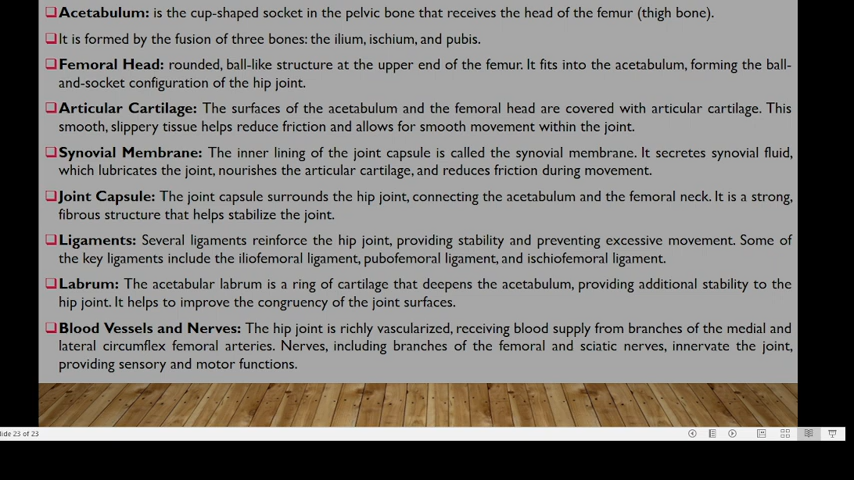 ❑Acetabulum: is the cup-shaped socket in the pelvic bone that receives the head of the femur (thigh bone).
❑It is formed by the fusion of three bones: the ilium, ischium, and pubis.
❑Femoral Head: rounded, ball-like structure at the upper end of the femur. It fits into the acetabulum, forming the ball-
and-socket configuration of the hip joint.
❑Articular Cartilage: The surfaces of the acetabulum and the femoral head are covered with articular cartilage. This
smooth, slippery tissue helps reduce friction and allows for smooth movement within the joint.
❑Synovial Membrane: The inner lining of the joint capsule is called the synovial membrane. It secretes synovial fluid,
which lubricates the joint, nourishes the articular cartilage, and reduces friction during movement.
❑Joint Capsule: The joint capsule surrounds the hip joint, connecting the acetabulum and the femoral neck. It is a strong,
fibrous structure that helps stabilize the joint.
❑Ligaments: Several ligaments reinforce the hip joint, providing stability and preventing excessive movement. Some of
the key ligaments include the iliofemoral ligament, pubofemoral ligament, and ischiofemoral ligament.
❑Labrum: The acetabular labrum is a ring of cartilage that deepens the acetabulum, providing additional stability to the
hip joint. It helps to improve the congruency of the joint surfaces.
❑Blood Vessels and Nerves: The hip joint is richly vascularized, receiving blood supply from branches of the medial and
lateral circumflex femoral arteries. Nerves, including branches of the femoral and sciatic nerves, innervate the joint,
providing sensory and motor functions.
lide 23 of 23